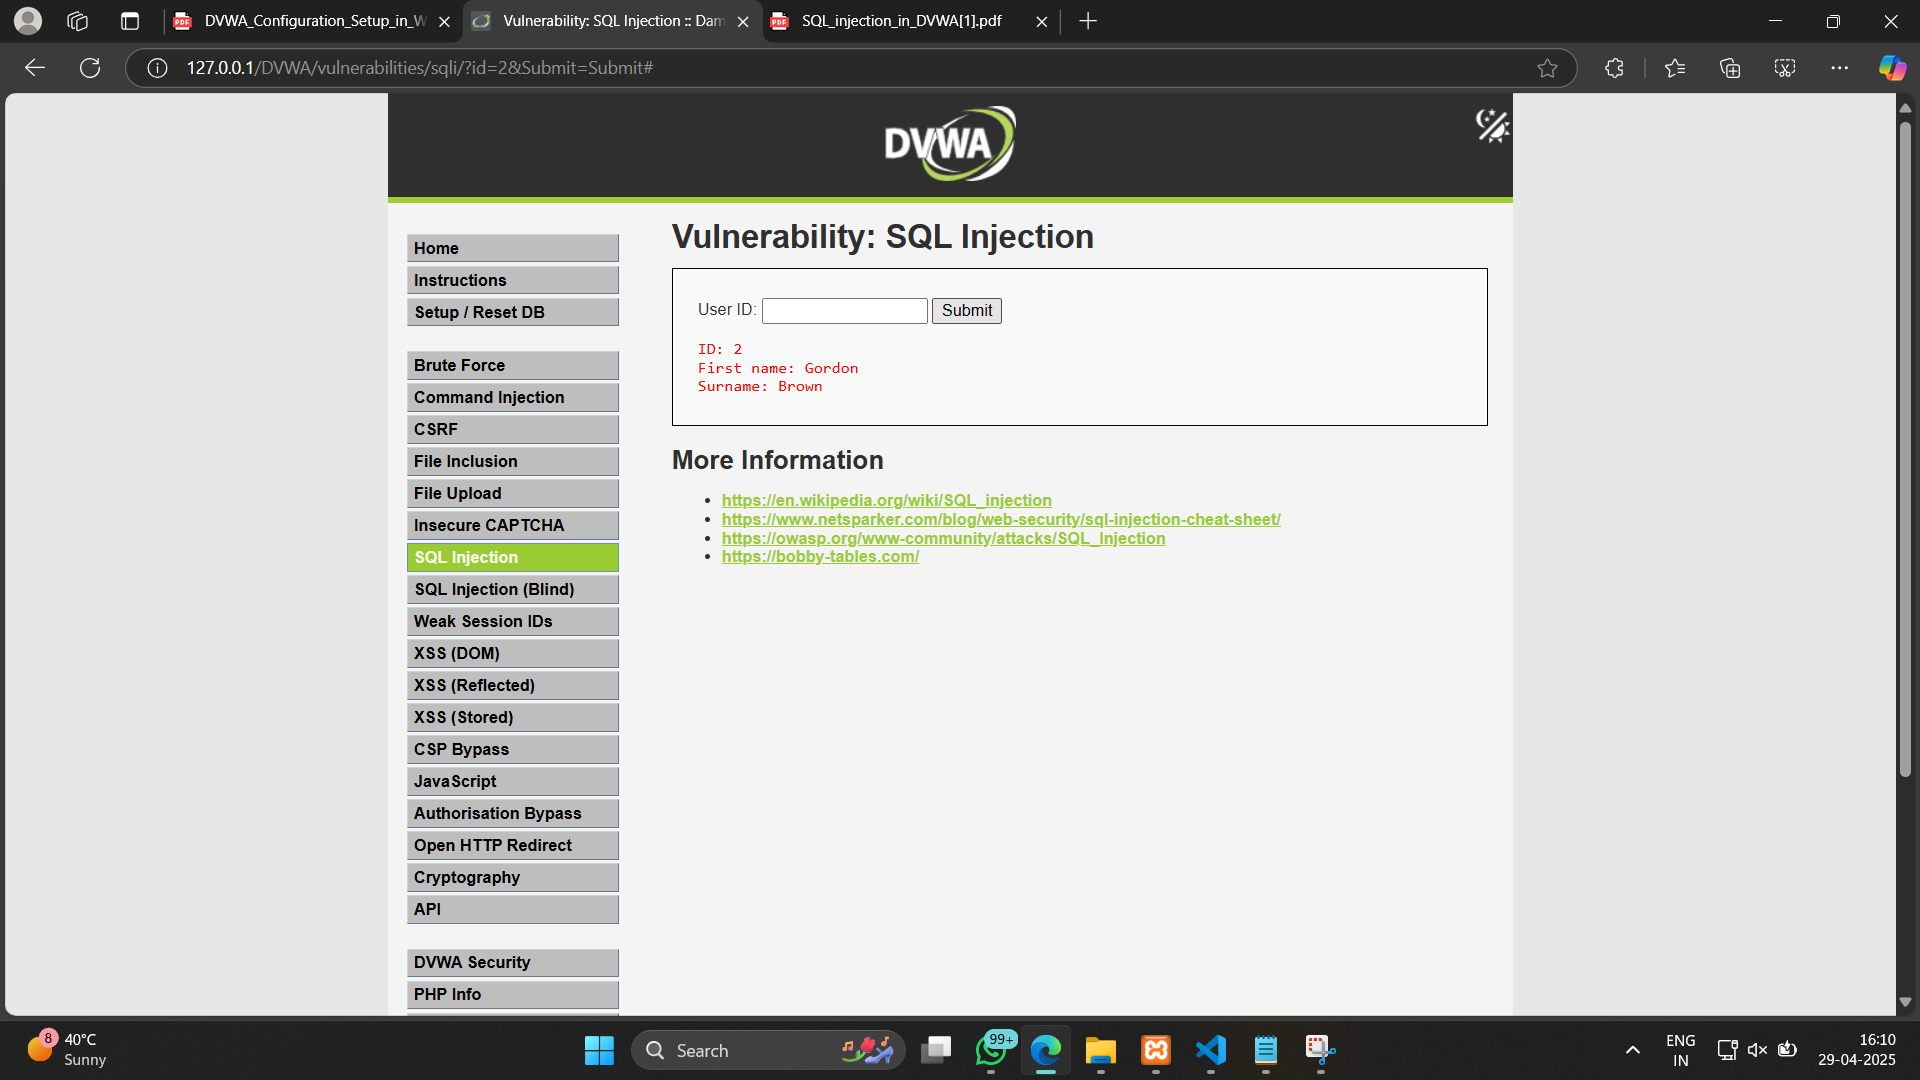 DVWA_Configuration_Setup_in_W
Vulnerability: SQL Injection :: Dam
SQL_injection_in_DVWA[1].pdf
127.0.0.1/DVWA/vulnerabilities/sqli/?id=2&Submit=Submit#
DVWA
Home
Instructions
Setup / Reset DB
Brute Force
Command Injection
CSRF
File Inclusion
File Upload
Insecure CAPTCHA
SQL Injection
SQL Injection (Blind)
Weak Session IDs
XSS (DOM)
XSS (Reflected)
XSS (Stored)
CSP Bypass
JavaScript
Authorisation Bypass
Open HTTP Redirect
Cryptography
API
DVWA Security
PHP Info
Vulnerability: SQL Injection
User ID: Submit
ID: 2
First name: Gordon
Surname: Brown
More Information
https://en.wikipedia.org/wiki/SQL_injection
https://www.netsparker.com/blog/web-security/sql-injection-cheat-sheet/
https://owasp.org/www-community/attacks/SQL_Injection
https://bobby-tables.com/
8
40°C
Sunny
Search
99+
ENG
IN
16:10
29-04-2025